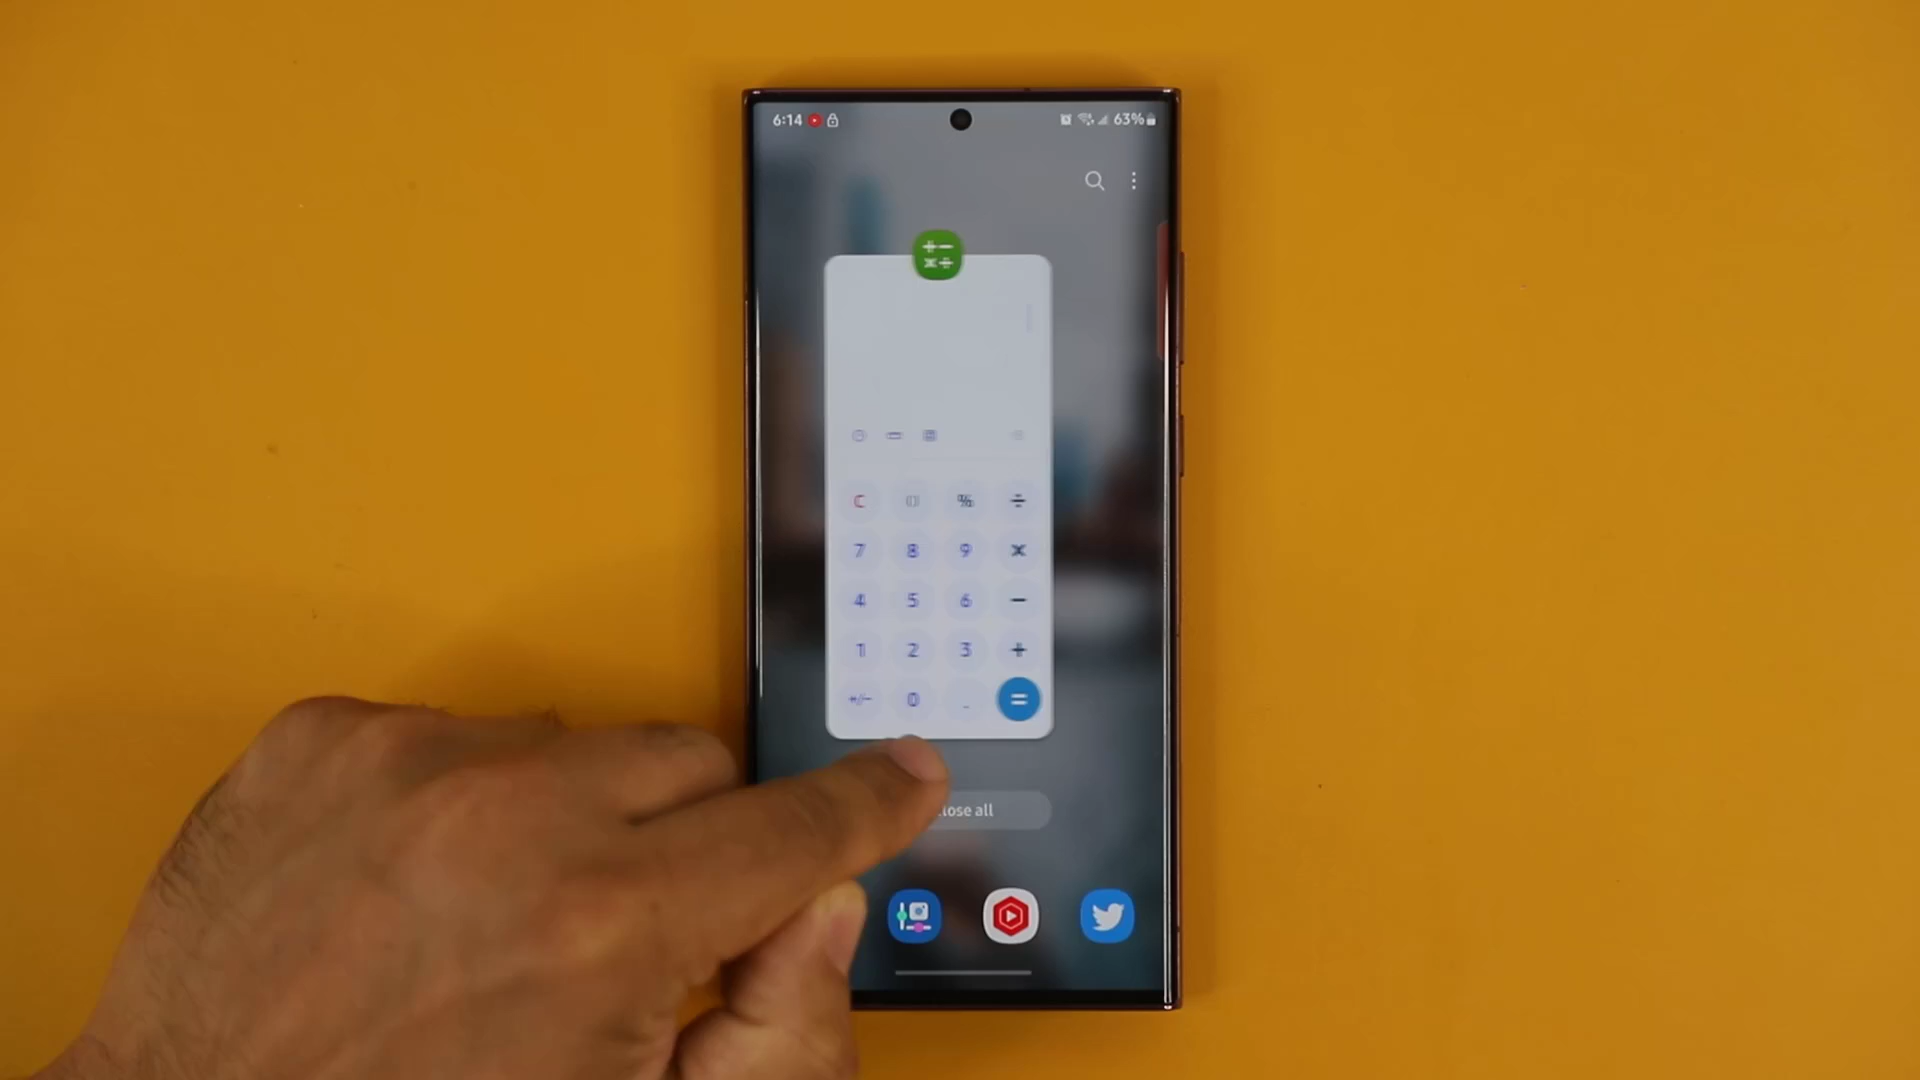 6:14 63%
C () % ÷
7 8 9 ×
4 5 6 −
1 2 3 +
+/− 0 . =
lose all